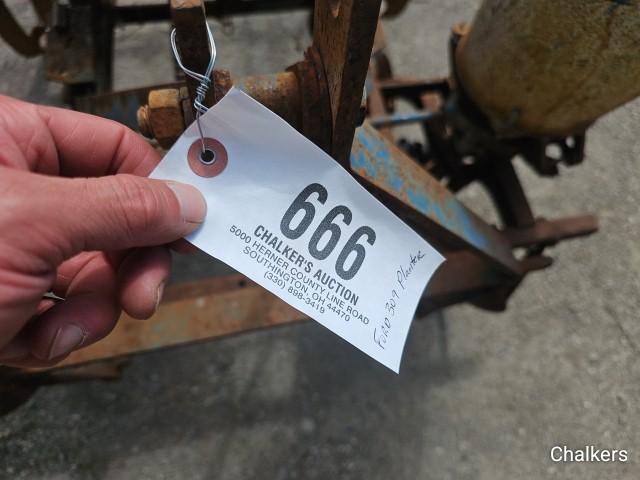 666
CHALKER'S AUCTION
5000 HERNER COUNTY LINE ROAD
SOUTHINGTON, OH 44470
(330) 898-3419
FORD 309 Planter
Chalkers